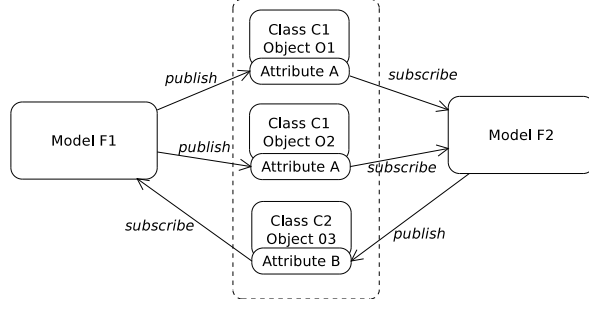 Class C1
Object O1
Attribute A
publish
subscribe
Model F1
Class C1
Object O2
Attribute A
publish
subscribe
Model F2
Class C2
Object 03
Attribute B
subscribe
publish